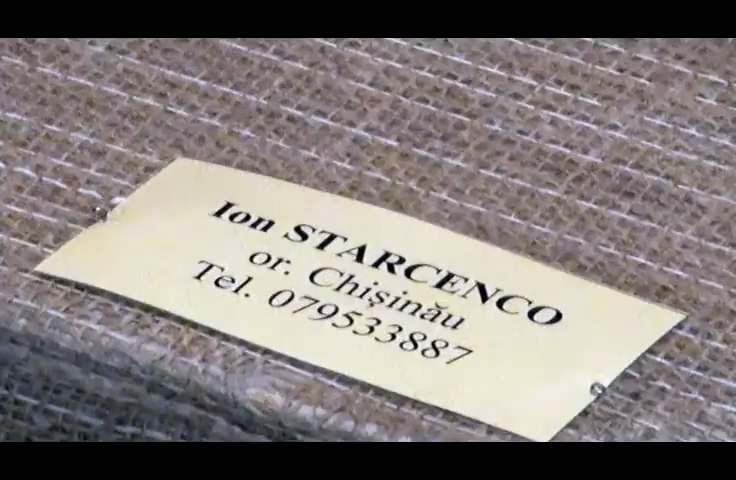 Ion STARCENCO
or. Chișinău
Tel. 079533887